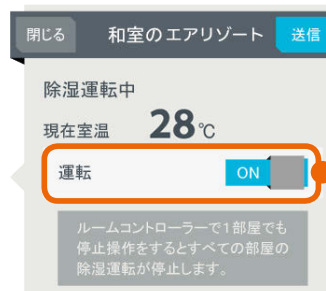 閉じる 和室のエアリゾート 送信
除湿運転中
現在室温 28℃
運転 ON
ルームコントローラーで1部屋でも
停止操作をするとすべての部屋の
除湿運転が停止します。